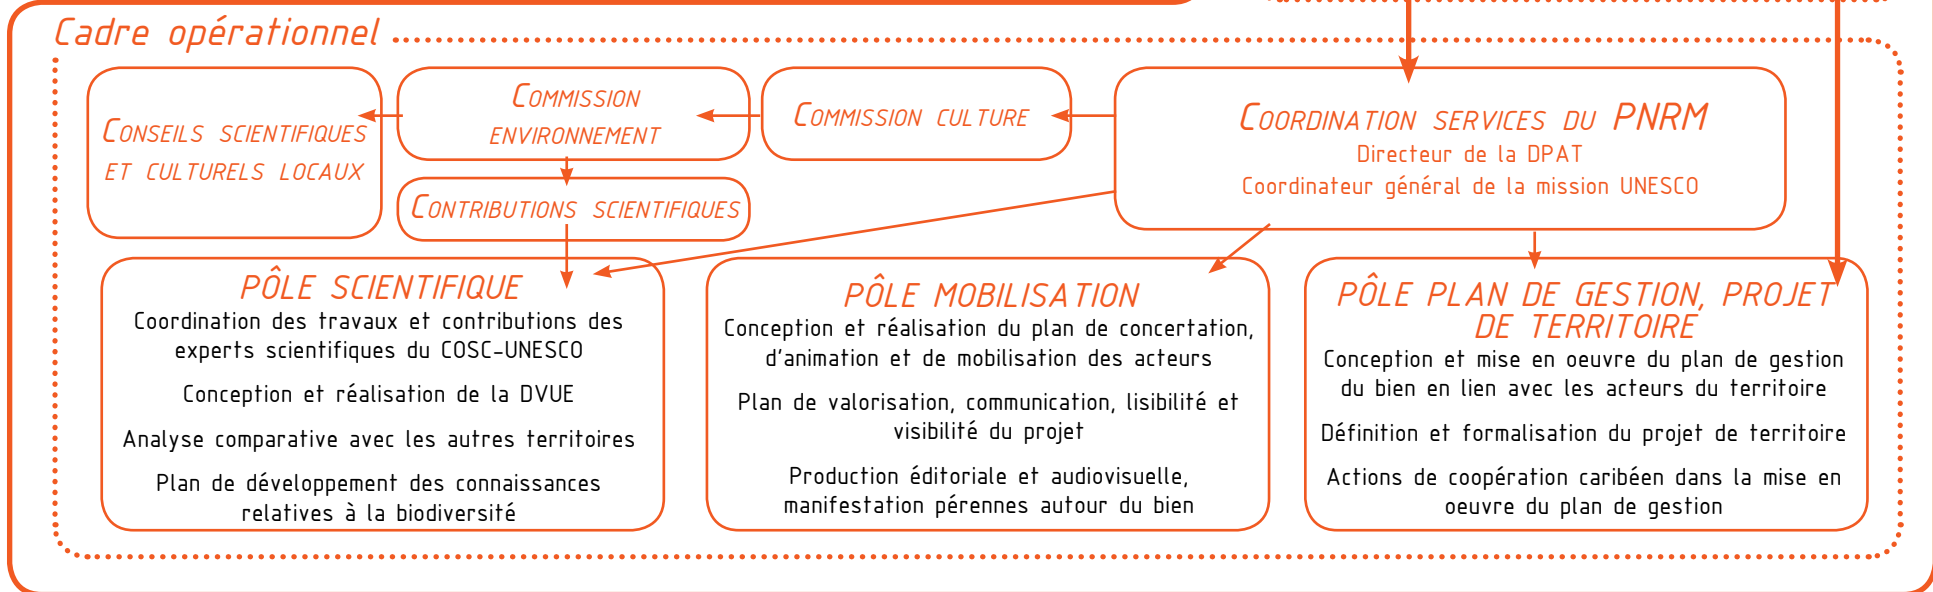 Cadre opérationnel
CONSEILS SCIENTIFIQUES
ET CULTURELS LOCAUX
COMMISSION
ENVIRONNEMENT
COMMISSION CULTURE
COORDINATION SERVICES DU PNRM
Directeur de la DPAT
Coordinateur général de la mission UNESCO
CONTRIBUTIONS SCIENTIFIQUES
PÔLE SCIENTIFIQUE
Coordination des travaux et contributions des
experts scientifiques du COSC-UNESCO
Conception et réalisation de la DVUE
Analyse comparative avec les autres territoires
Plan de développement des connaissances
relatives à la biodiversité
PÔLE MOBILISATION
Conception et réalisation du plan de concertation,
d'animation et de mobilisation des acteurs
Plan de valorisation, communication, lisibilité et
visibilité du projet
Production éditoriale et audiovisuelle,
manifestation pérennes autour du bien
PÔLE PLAN DE GESTION, PROJET
DE TERRITOIRE
Conception et mise en oeuvre du plan de gestion
du bien en lien avec les acteurs du territoire
Définition et formalisation du projet de territoire
Actions de coopération caribéen dans la mise en
oeuvre du plan de gestion